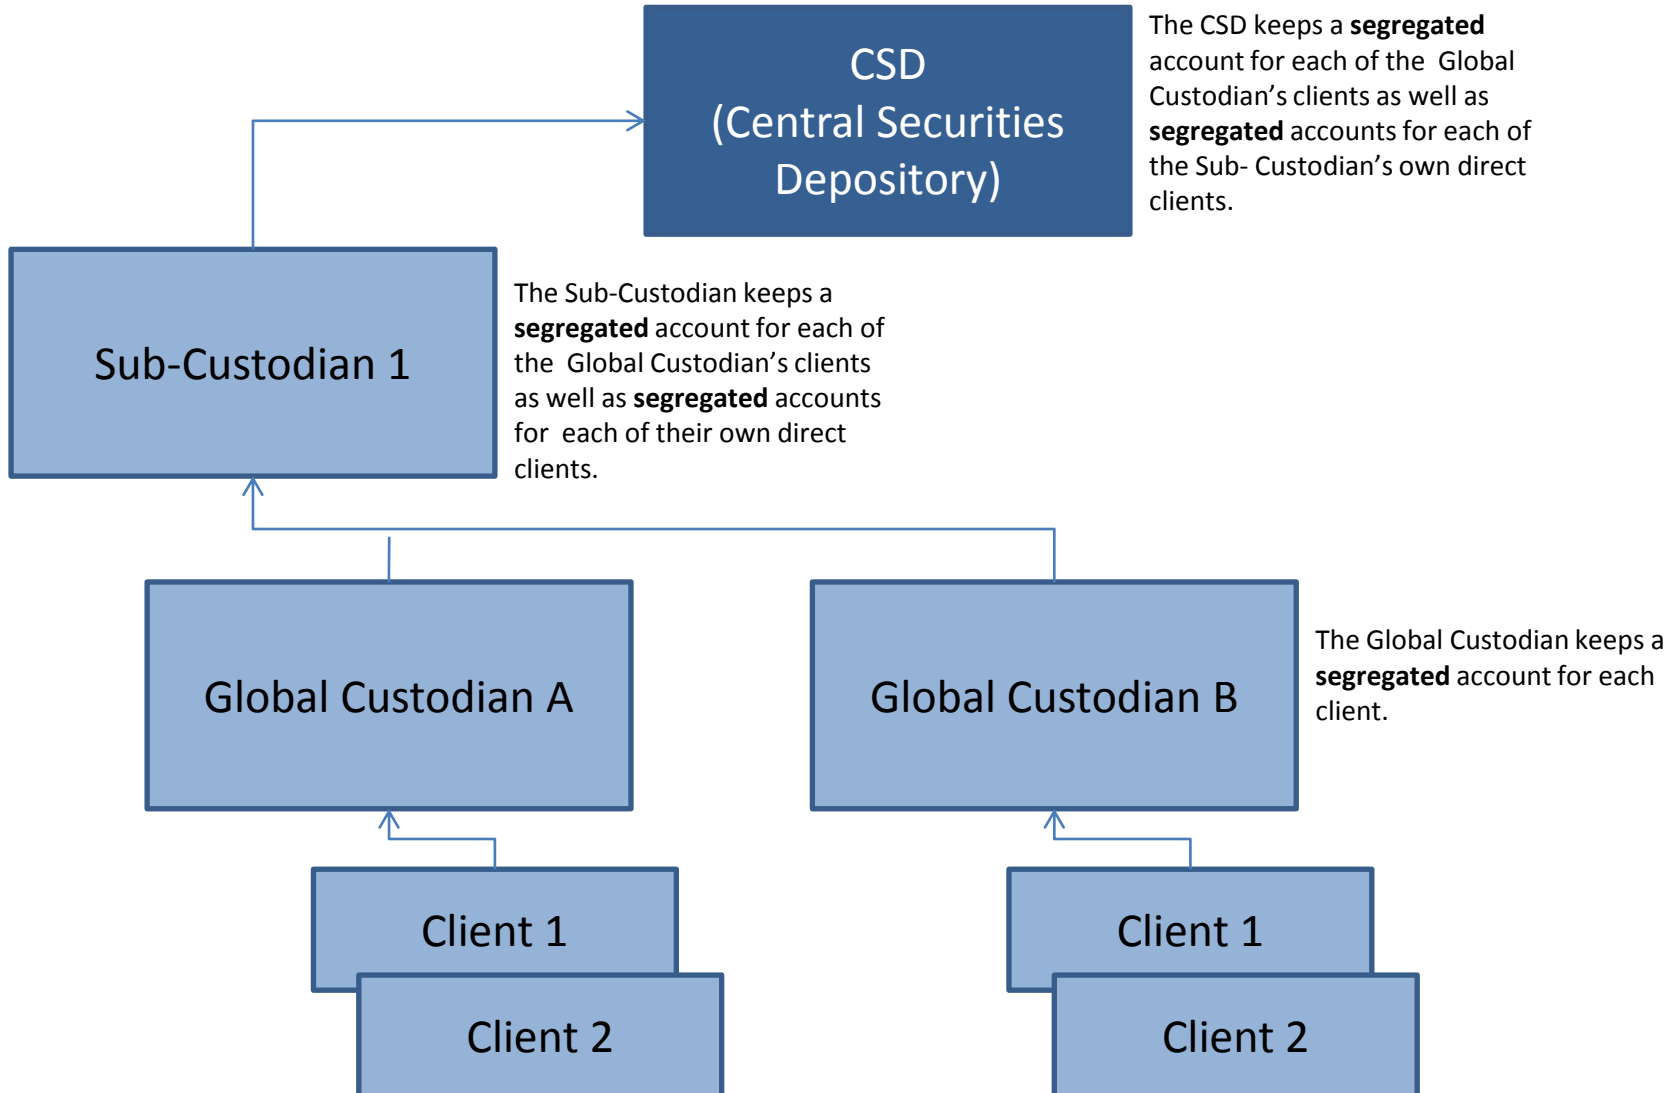 CSD
(Central Securities
Depository)
The CSD keeps a segregated
account for each of the Global
Custodian’s clients as well as
segregated accounts for each of
the Sub- Custodian’s own direct
clients.
Sub-Custodian 1
The Sub-Custodian keeps a
segregated account for each of
the Global Custodian’s clients
as well as segregated accounts
for each of their own direct
clients.
Global Custodian A
Global Custodian B
The Global Custodian keeps a
segregated account for each
client.
Client 1
Client 2
Client 1
Client 2